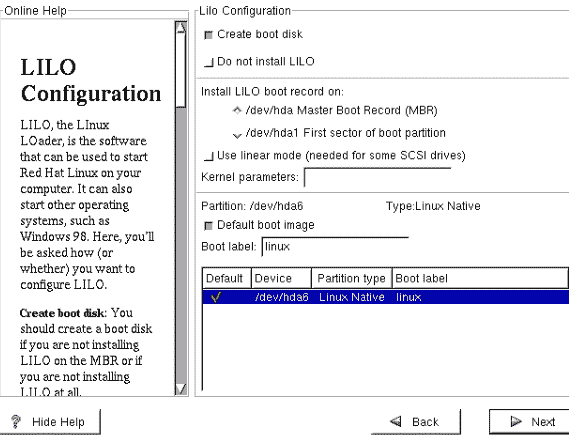 Online Help
LILO
Configuration
LILO, the LInux
LOader, is the software
that can be used to start
Red Hat Linux on your
computer. It can also
start other operating
systems, such as
Windows 98. Here, you'll
be asked how (or
whether) you want to
configure LILO.
Create boot disk: You
should create a boot disk
if you are not installing
LILO on the MBR or if
you are not installing
LILO at all.
Lilo Configuration
Create boot disk
Do not install LILO
Install LILO boot record on:
/dev/hda Master Boot Record (MBR)
/dev/hda1 First sector of boot partition
Use linear mode (needed for some SCSI drives)
Kernel parameters:
Partition: /dev/hda6 Type:Linux Native
Default boot image
Boot label: linux
Default Device Partition type Boot label
/dev/hda6 Linux Native linux
Hide Help Back Next